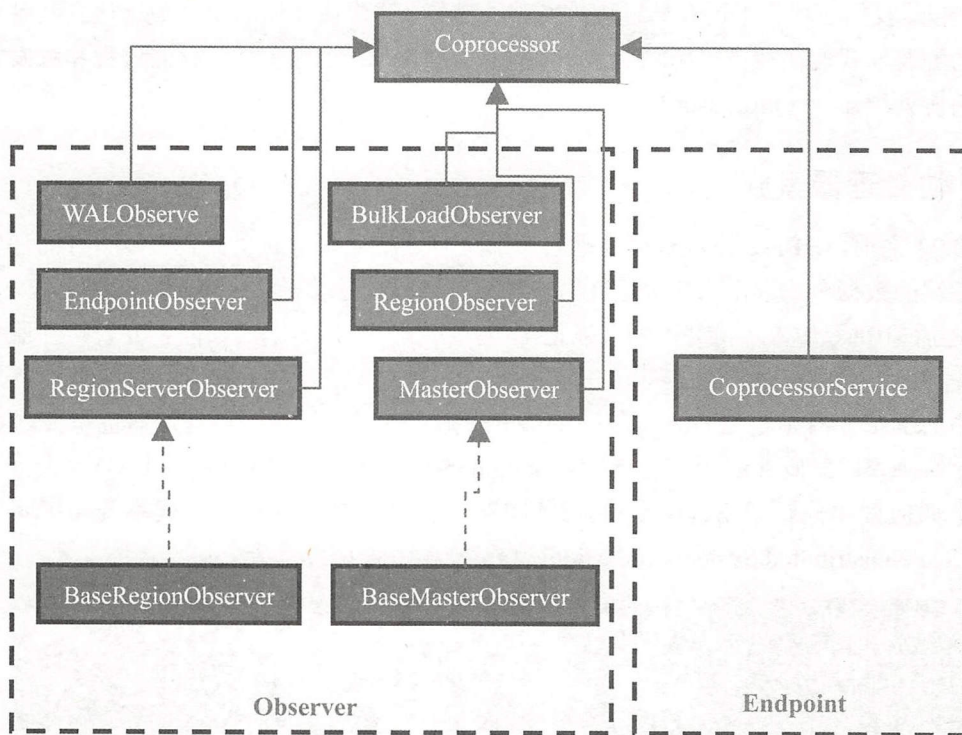 Coprocessor
WALObserve
BulkLoadObserver
EndpointObserver
RegionObserver
RegionServerObserver
MasterObserver
CoprocessorService
BaseRegionObserver
BaseMasterObserver
Observer
Endpoint